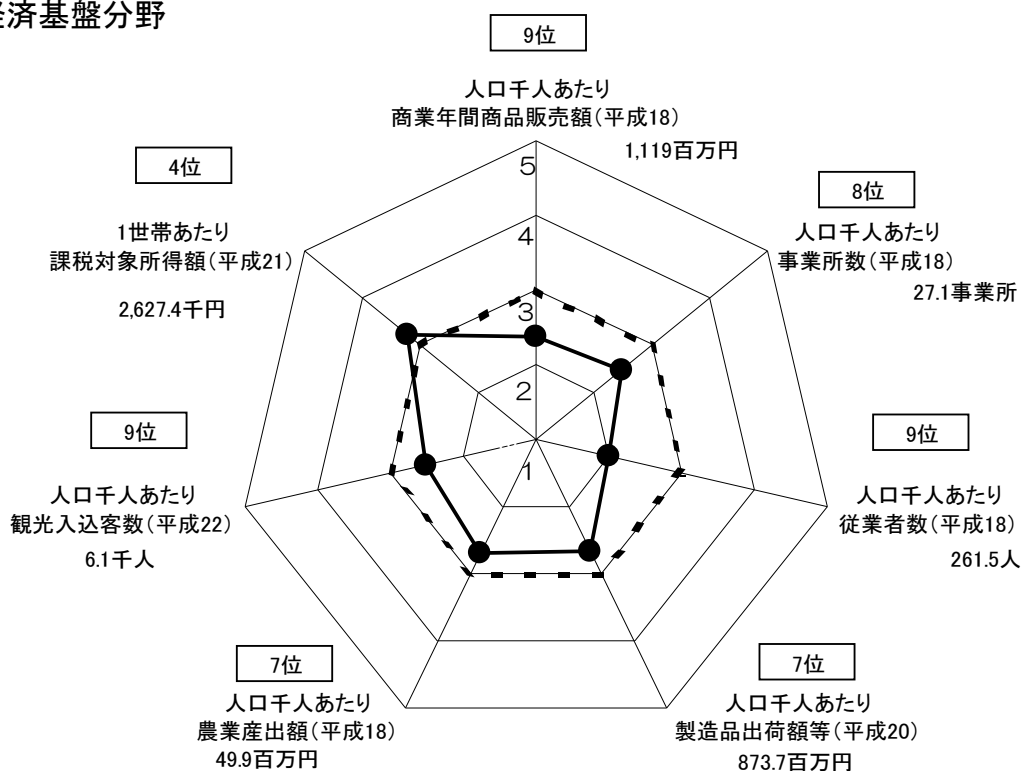 経済基盤分野
9位
人口千人あたり
商業年間商品販売額(平成18)
1,119百万円
4位
1世帯あたり
課税対象所得額(平成21)
2,627.4千円
8位
人口千人あたり
事業所数(平成18)
27.1事業所
5
4
3
2
1
9位
人口千人あたり
観光入込客数(平成22)
6.1千人
9位
人口千人あたり
従業者数(平成18)
261.5人
7位
人口千人あたり
農業産出額(平成18)
49.9百万円
7位
人口千人あたり
製造品出荷額等(平成20)
873.7百万円